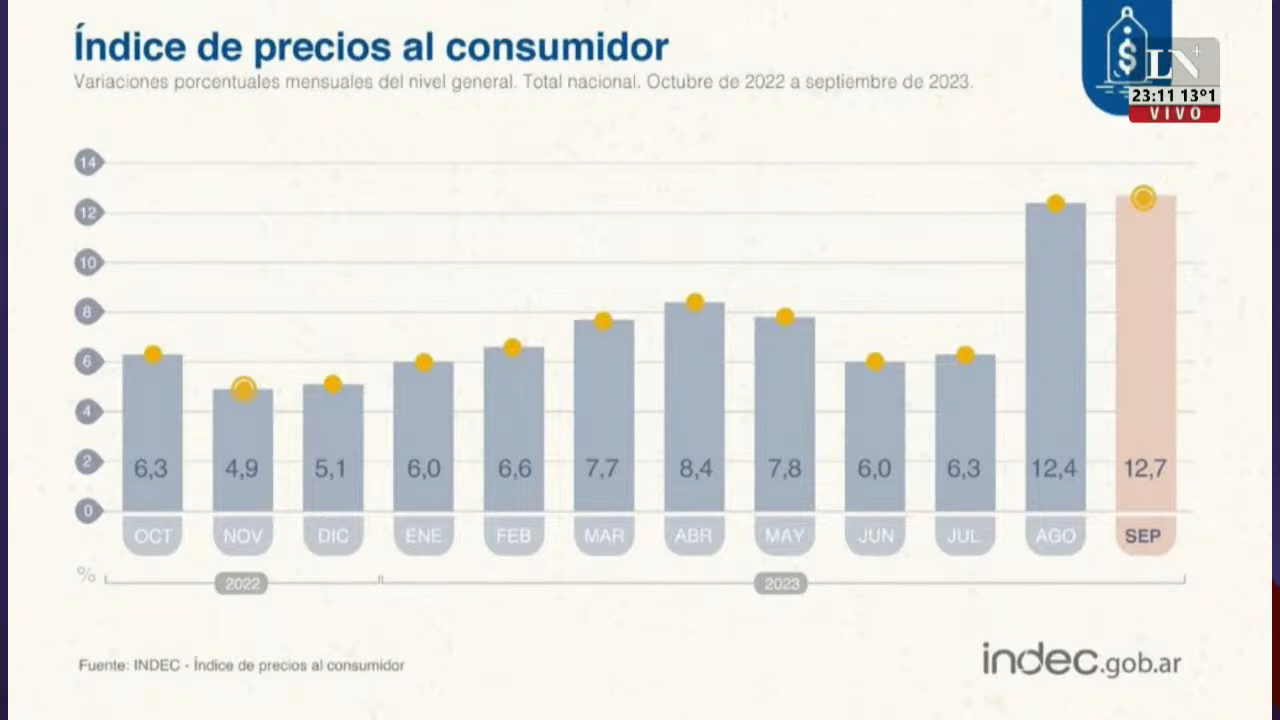 Índice de precios al consumidor
Variaciones porcentuales mensuales del nivel general. Total nacional. Octubre de 2022 a septiembre de 2023.
$
LN+
23:11 13º1
VIVO
14
12
10
8
6
4
2
0
6,3 4,9 5,1 6,0 6,6 7,7 8,4 7,8 6,0 6,3 12,4 12,7
OCT NOV DIC ENE FEB MAR ABR MAY JUN JUL AGO SEP
%
2022 2023
Fuente: INDEC - Índice de precios al consumidor
indec.gob.ar